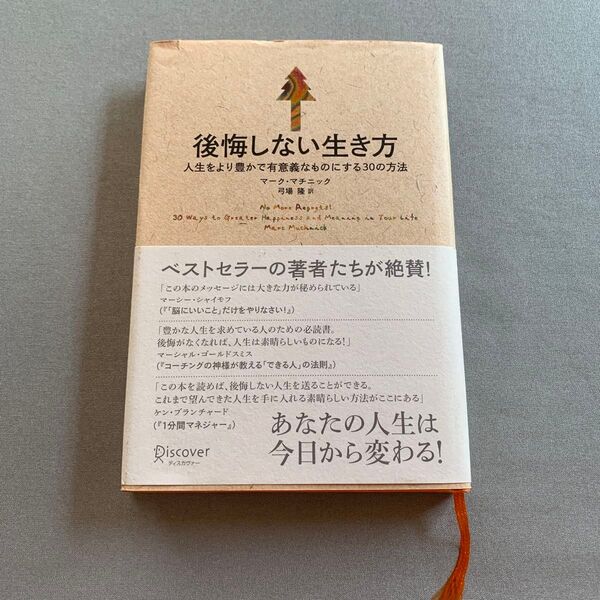 後悔しない生き方
人生をより豊かで有意義なものにする30の方法
マーク・マチニック
弓場 隆 訳
No More Regrets!
30 Ways to Greater Happiness and Meaning in Your Life
Marc Muchnick
ベストセラーの著者たちが絶賛!
「この本のメッセージには大きな力が秘められている」
マーシー・シャイモフ
(『「脳にいいこと」だけをやりなさい!』)
「豊かな人生を求めている人のための必読書。
後悔がなくなれば、人生は素晴らしいものになる!」
マーシャル・ゴールドスミス
(『コーチングの神様が教える「できる人」の法則』)
「この本を読めば、後悔しない人生を送ることができる。
これまで望んできた人生を手に入れる素晴らしい方法がここにある」
ケン・ブランチャード
(『1分間マネジャー』)
あなたの人生は
今日から変わる!
Discover
ディスカヴァー